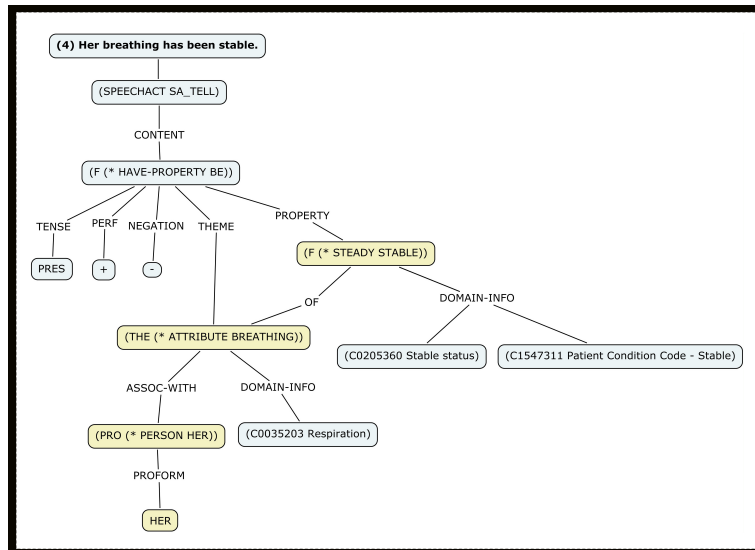 (4) Her breathing has been stable.
(SPEECHACT SA_TELL)
CONTENT
(F (* HAVE-PROPERTY BE))
TENSE PERF NEGATION THEME PROPERTY
PRES + - (F (* STEADY STABLE))
OF DOMAIN-INFO
(THE (* ATTRIBUTE BREATHING)) (C0205360 Stable status) (C1547311 Patient Condition Code - Stable)
ASSOC-WITH DOMAIN-INFO
(PRO (* PERSON HER)) (C0035203 Respiration)
PROFORM
HER